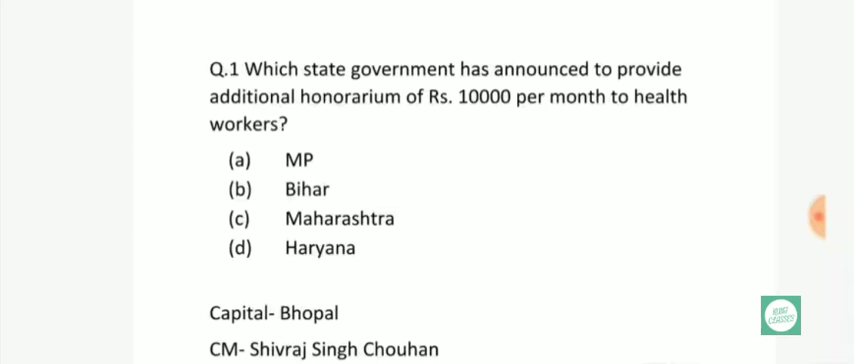 Q.1 Which state government has announced to provide
additional honorarium of Rs. 10000 per month to health
workers?
(a) MP
(b) Bihar
(c) Maharashtra
(d) Haryana
Capital- Bhopal
CM- Shivraj Singh Chouhan
CLASSES